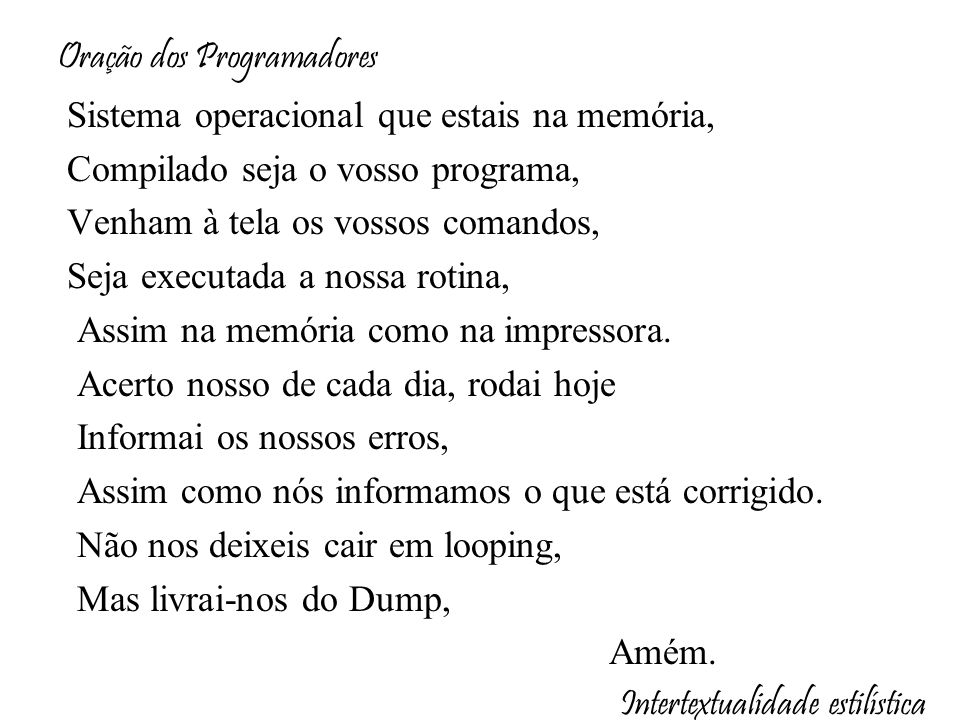 Oração dos Programadores
Sistema operacional que estais na memória,
Compilado seja o vosso programa,
Venham à tela os vossos comandos,
Seja executada a nossa rotina,
Assim na memória como na impressora.
Acerto nosso de cada dia, rodai hoje
Informai os nossos erros,
Assim como nós informamos o que está corrigido.
Não nos deixeis cair em looping,
Mas livrai-nos do Dump,
Amém.
Intertextualidade estilística